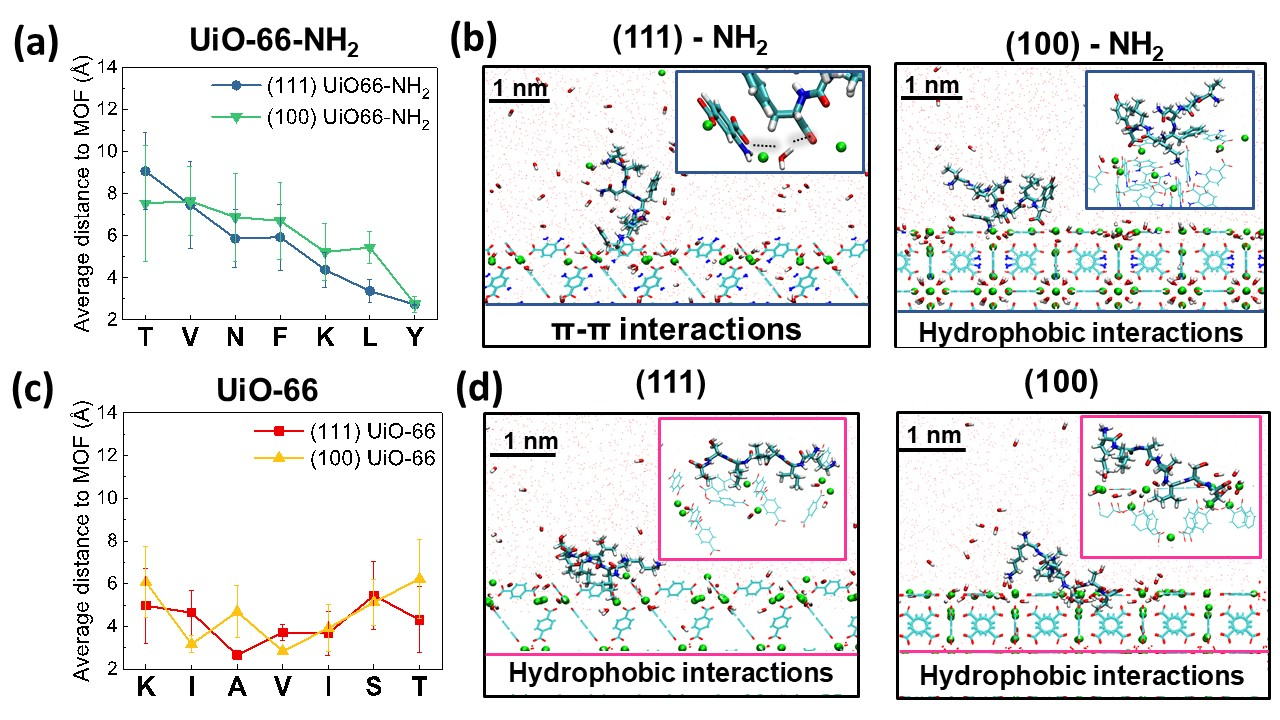 (a)
UiO-66-NH2
Average distance to MOF (Å)
14
12
10
8
6
4
2
(111) UiO66-NH2
(100) UiO66-NH2
T V N F K L Y
(b)
(111) - NH2
1 nm
π-π interactions
(100) - NH2
1 nm
Hydrophobic interactions
(c)
UiO-66
Average distance to MOF (Å)
14
12
10
8
6
4
2
(111) UiO-66
(100) UiO-66
K I A V I S T
(d)
(111)
1 nm
Hydrophobic interactions
(100)
1 nm
Hydrophobic interactions